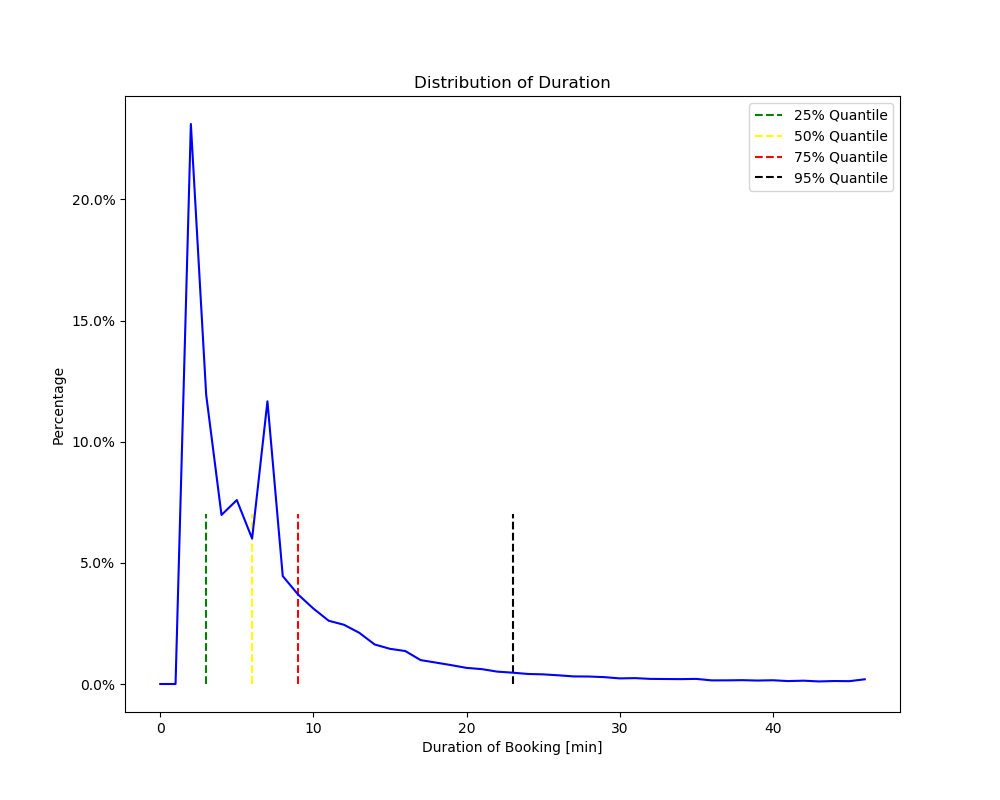 Distribution of Duration
25% Quantile
50% Quantile
75% Quantile
95% Quantile
20.0%
15.0%
10.0%
5.0%
0.0%
Percentage
0 10 20 30 40
Duration of Booking [min]